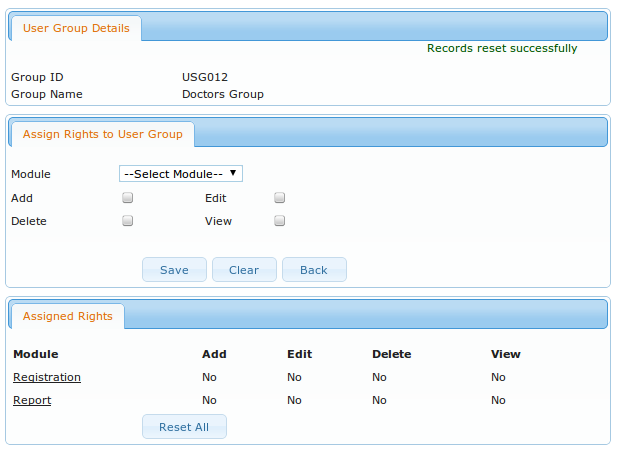 User Group Details
Records reset successfully
Group ID USG012
Group Name Doctors Group
Assign Rights to User Group
Module --Select Module--
Add Edit
Delete View
Save Clear Back
Assigned Rights
Module Add Edit Delete View
Registration No No No No
Report No No No No
Reset All